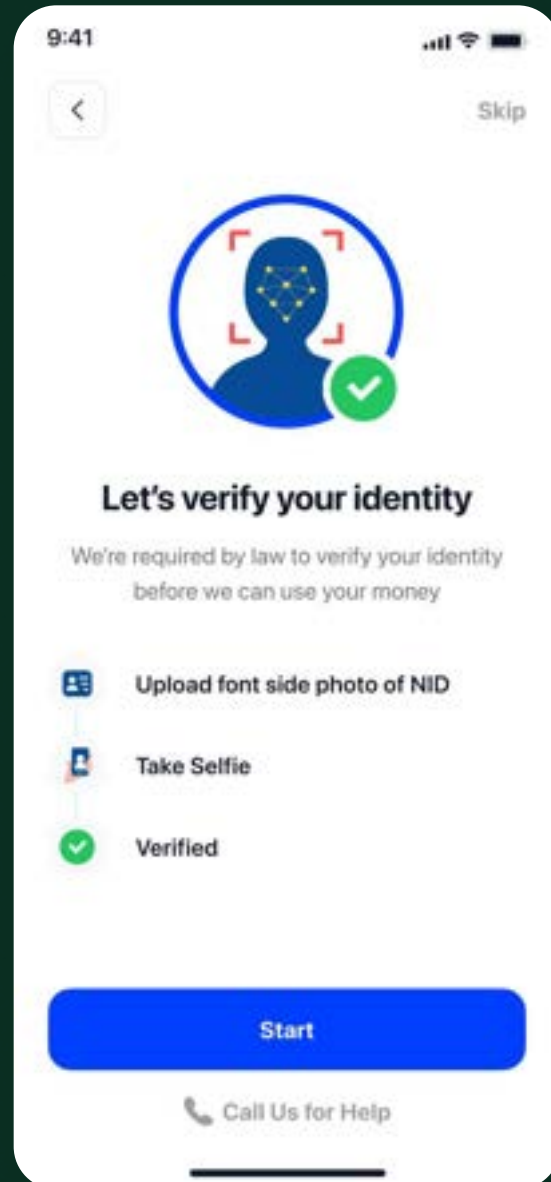 9:41
Skip
Let's verify your identity
We're required by law to verify your identity
before we can use your money
Upload font side photo of NID
Take Selfie
Verified
Start
Call Us for Help